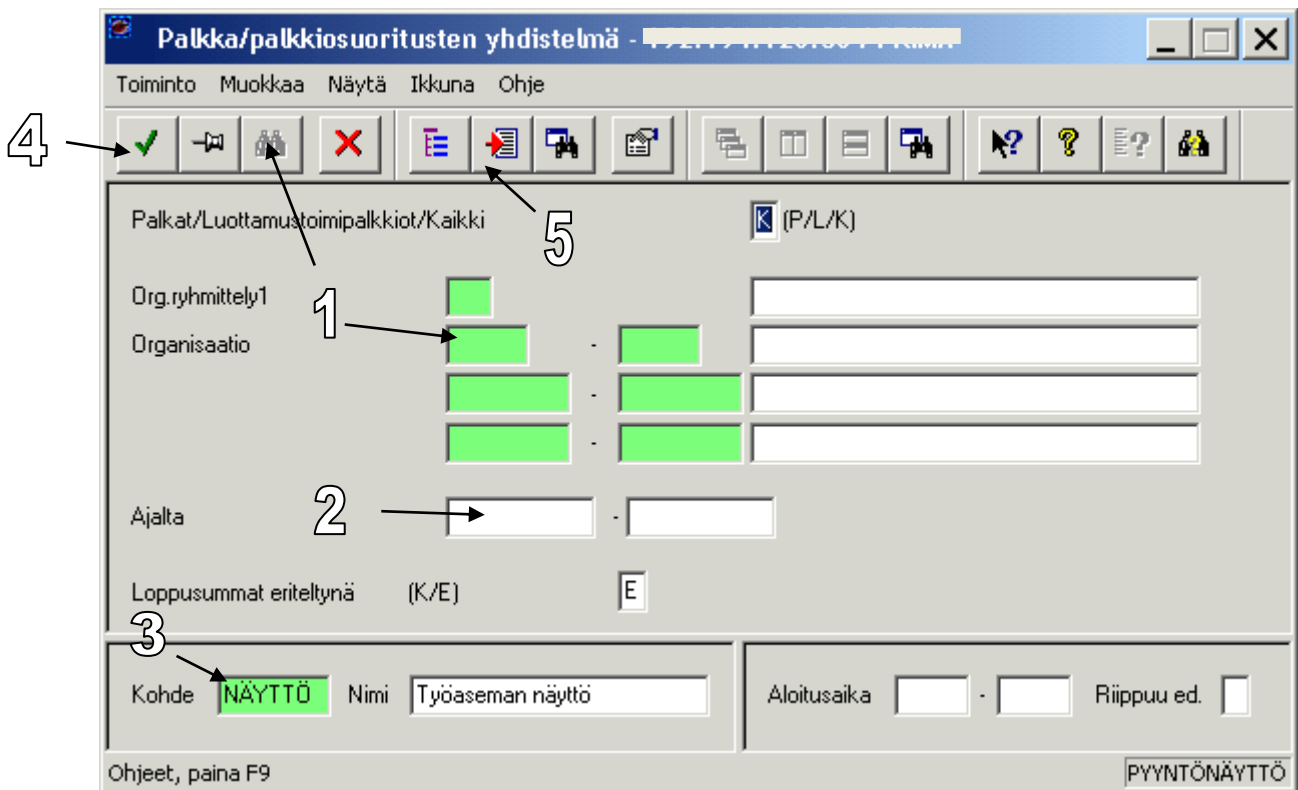 Palkka/palkkiosuoritusten yhdistelmä -
Toiminto Muokkaa Näytä Ikkuna Ohje
4
5
Palkat/Luottamustoimipalkkiot/Kaikki K (P/L/K)
Org.ryhmittely1
1
Organisaatio - 
-
-
Ajalta 2 -
Loppusummat eriteltynä (K/E) E
3
Kohde NÄYTTÖ Nimi Työaseman näyttö Aloitusaika - Riippuu ed.
Ohjeet, paina F9 PYYNTÖNÄYTTÖ